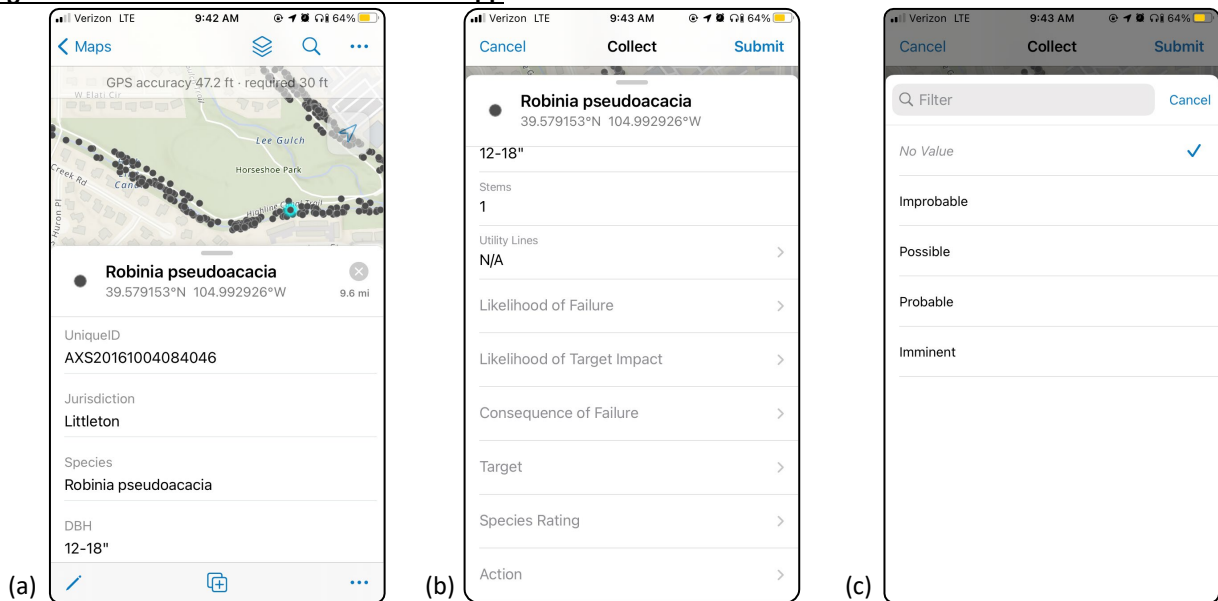 Verizon LTE 9:42 AM 64%
Maps
GPS accuracy 47.2 ft · required 30 ft
W Elati Cir
Lee Gulch
Horseshoe Park
Creek Rd
Highline Canal Trail
S Huron Pl
Robinia pseudoacacia
39.579153°N 104.992926°W 9.6 mi
UniqueID
AXS20161004084046
Jurisdiction
Littleton
Species
Robinia pseudoacacia
DBH
12-18"
(a)
Verizon LTE 9:43 AM 64%
Cancel Collect Submit
Robinia pseudoacacia
39.579153°N 104.992926°W
12-18"
Stems
1
Utility Lines
N/A
Likelihood of Failure
Likelihood of Target Impact
Consequence of Failure
Target
Species Rating
Action
(b)
Verizon LTE 9:43 AM 64%
Cancel Collect Submit
Filter Cancel
No Value
Improbable
Possible
Probable
Imminent
(c)